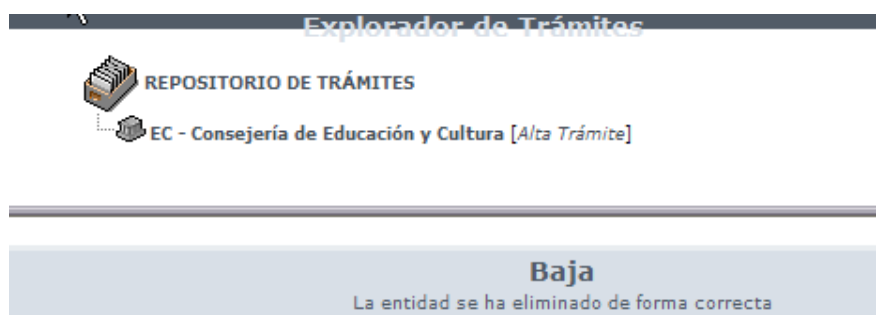 Explorador de Trámites
REPOSITORIO DE TRÁMITES
EC - Consejería de Educación y Cultura [Alta Trámite]
Baja
La entidad se ha eliminado de forma correcta